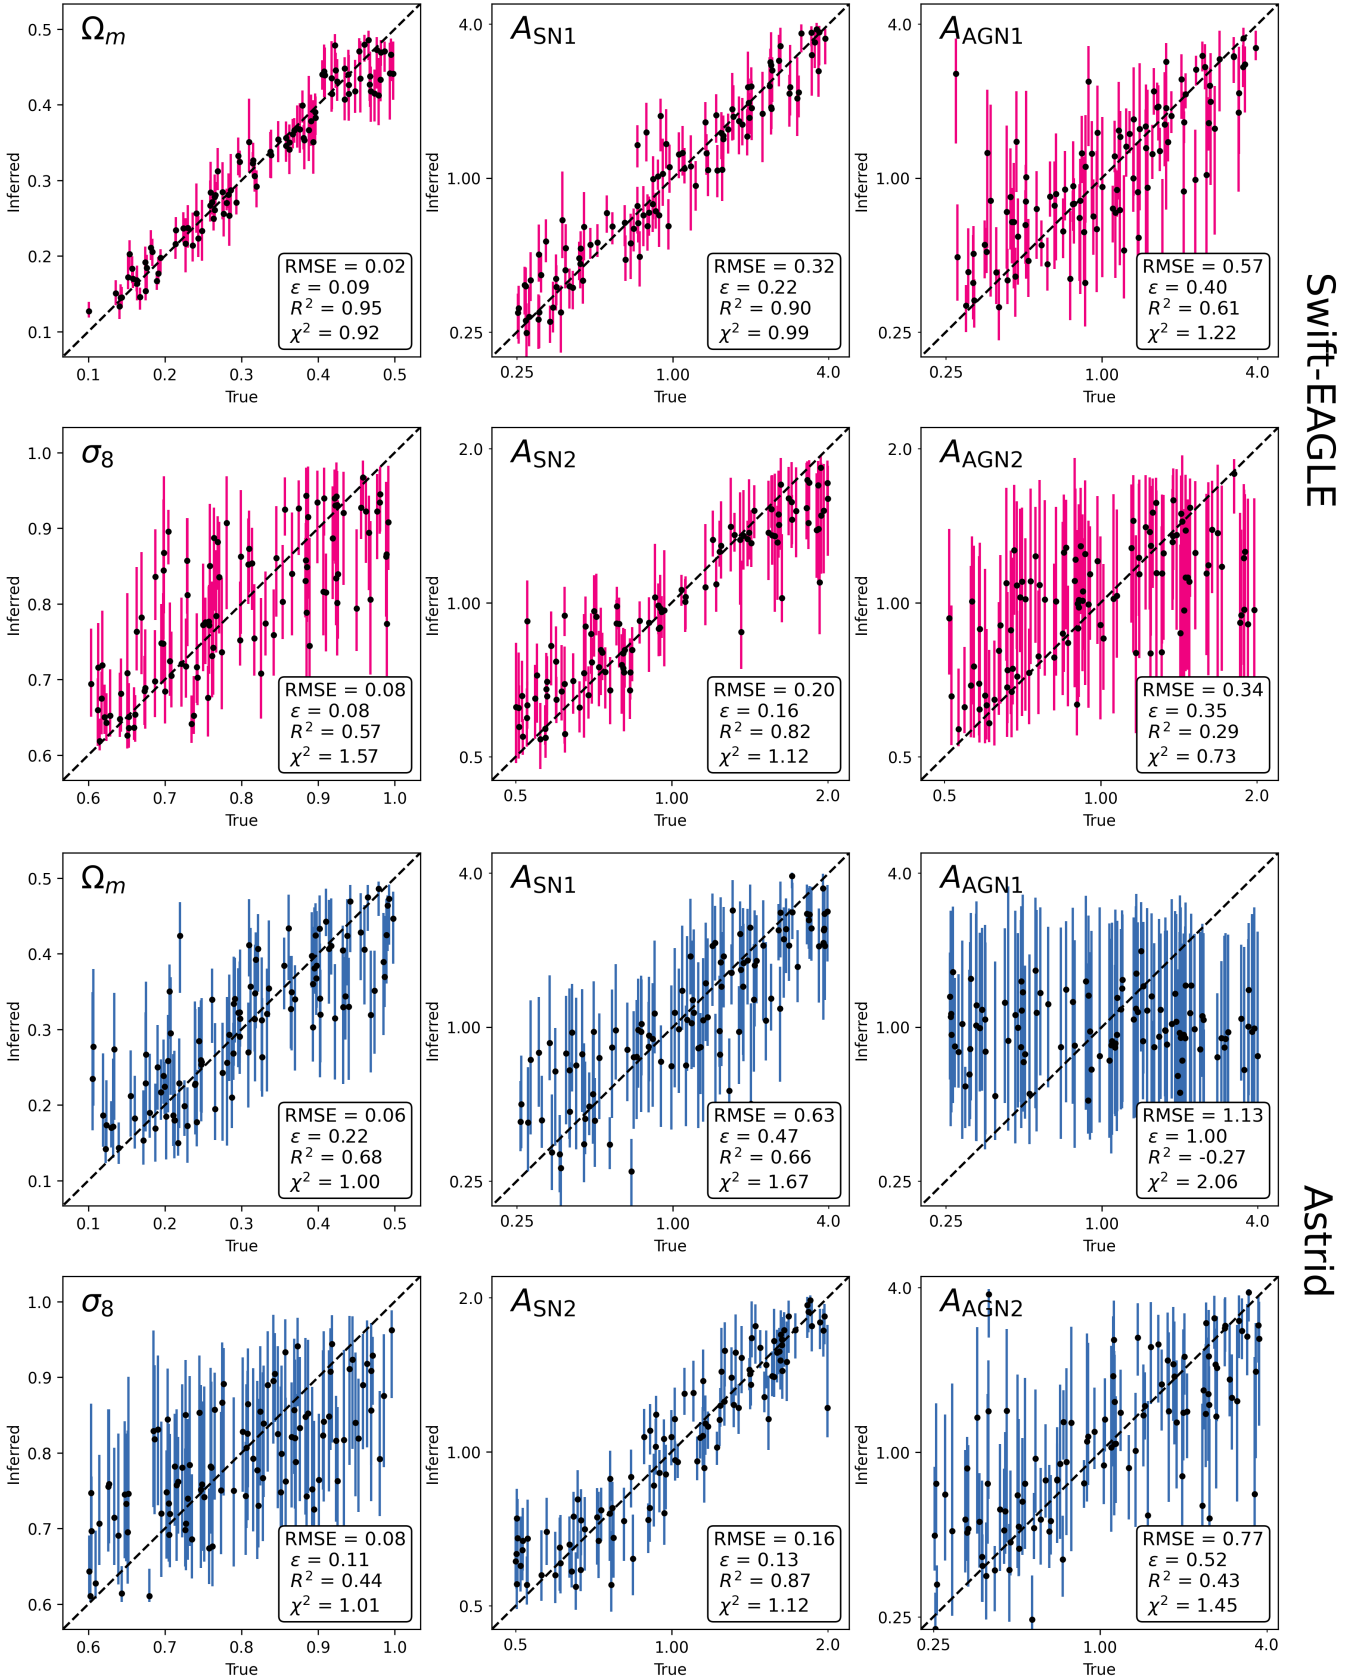 Ωm
0.5
0.4
0.3
0.2
0.1
Inferred
RMSE = 0.02
ε = 0.09
R² = 0.95
χ² = 0.92
0.1 0.2 0.3 0.4 0.5
True
ASN1
4.0
1.00
0.25
Inferred
RMSE = 0.32
ε = 0.22
R² = 0.90
χ² = 0.99
0.25 1.00 4.0
True
AAGN1
4.0
1.00
0.25
Inferred
RMSE = 0.57
ε = 0.40
R² = 0.61
χ² = 1.22
0.25 1.00 4.0
True
Swift-EAGLE
σ8
1.0
0.9
0.8
0.7
0.6
Inferred
RMSE = 0.08
ε = 0.08
R² = 0.57
χ² = 1.57
0.6 0.7 0.8 0.9 1.0
True
ASN2
2.0
1.00
0.5
Inferred
RMSE = 0.20
ε = 0.16
R² = 0.82
χ² = 1.12
0.5 1.00 2.0
True
AAGN2
2.0
1.00
0.5
Inferred
RMSE = 0.34
ε = 0.35
R² = 0.29
χ² = 0.73
0.5 1.00 2.0
True
Ωm
0.5
0.4
0.3
0.2
0.1
Inferred
RMSE = 0.06
ε = 0.22
R² = 0.68
χ² = 1.00
0.1 0.2 0.3 0.4 0.5
True
ASN1
4.0
1.00
0.25
Inferred
RMSE = 0.63
ε = 0.47
R² = 0.66
χ² = 1.67
0.25 1.00 4.0
True
AAGN1
4.0
1.00
0.25
Inferred
RMSE = 1.13
ε = 1.00
R² = -0.27
χ² = 2.06
0.25 1.00 4.0
True
Astrid
σ8
1.0
0.9
0.8
0.7
0.6
Inferred
RMSE = 0.08
ε = 0.11
R² = 0.44
χ² = 1.01
0.6 0.7 0.8 0.9 1.0
True
ASN2
2.0
1.00
0.5
Inferred
RMSE = 0.16
ε = 0.13
R² = 0.87
χ² = 1.12
0.5 1.00 2.0
True
AAGN2
4.0
1.00
0.25
Inferred
RMSE = 0.77
ε = 0.52
R² = 0.43
χ² = 1.45
0.25 1.00 4.0
True